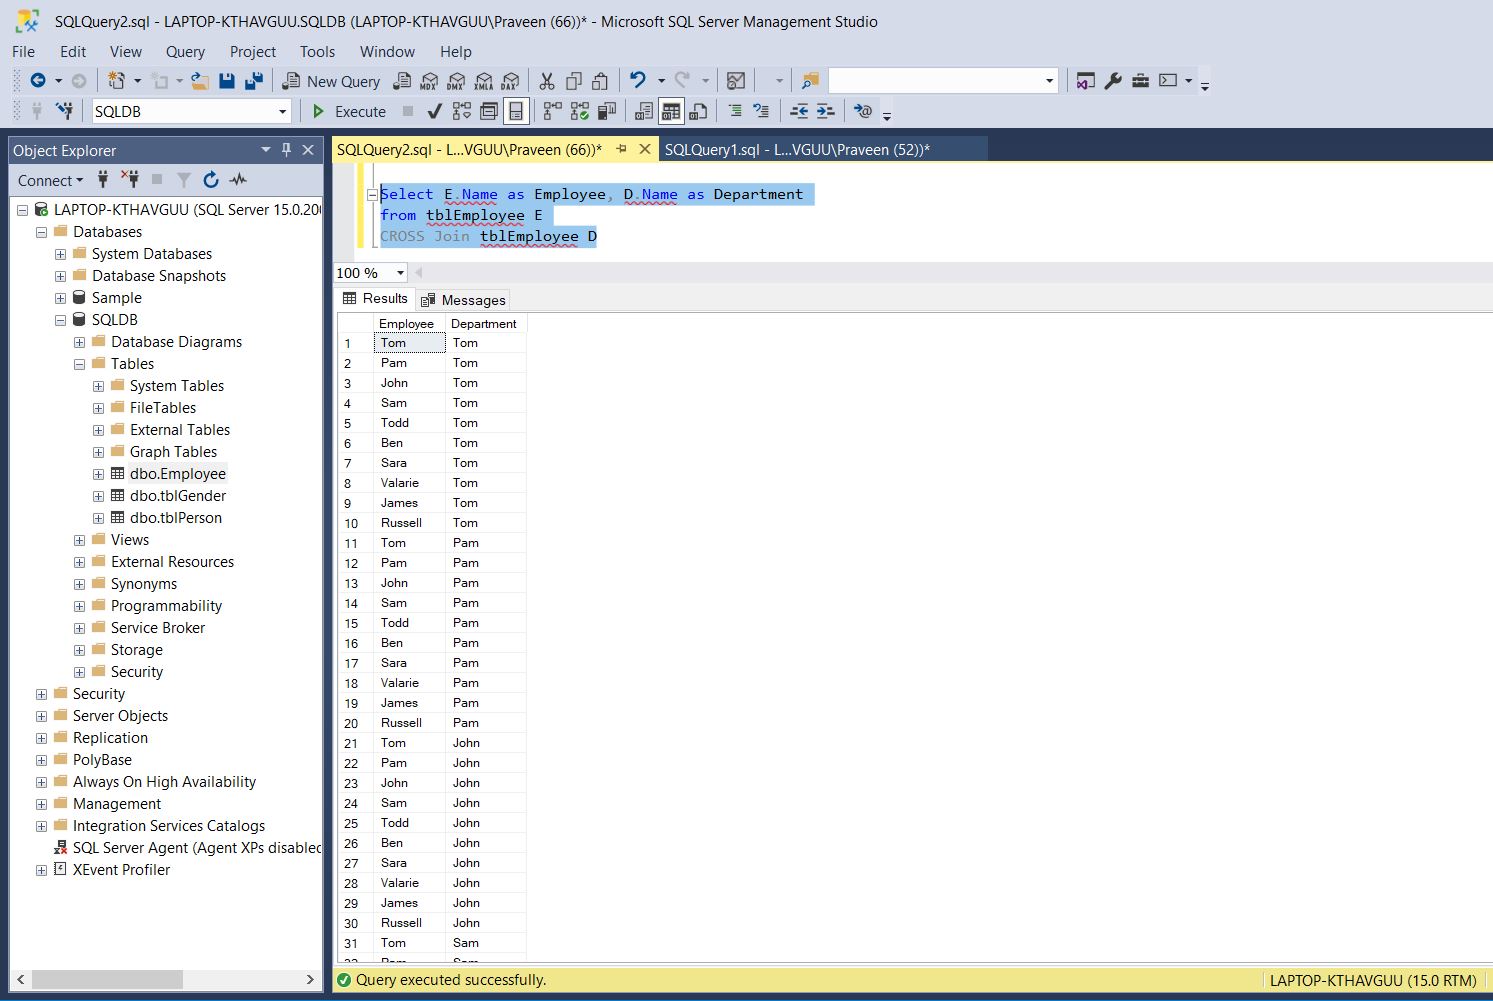 SQLQuery2.sql - LAPTOP-KTHAVGUU.SQLDB (LAPTOP-KTHAVGUU\Praveen (66))* - Microsoft SQL Server Management Studio
File Edit View Query Project Tools Window Help
New Query MDX DMX XMLA DAX
SQLDB Execute
Object Explorer
Connect
LAPTOP-KTHAVGUU (SQL Server 15.0.20
Databases
System Databases
Database Snapshots
Sample
SQLDB
Database Diagrams
Tables
System Tables
FileTables
External Tables
Graph Tables
dbo.Employee
dbo.tblGender
dbo.tblPerson
Views
External Resources
Synonyms
Programmability
Service Broker
Storage
Security
Security
Server Objects
Replication
PolyBase
Always On High Availability
Management
Integration Services Catalogs
SQL Server Agent (Agent XPs disabled
XEvent Profiler
SQLQuery2.sql - L...VGUU\Praveen (66))* SQLQuery1.sql - L...VGUU\Praveen (52))*
Select E.Name as Employee, D.Name as Department
from tblEmployee E
CROSS Join tblEmployee D
100 %
Results Messages
Employee Department
1 Tom Tom
2 Pam Tom
3 John Tom
4 Sam Tom
5 Todd Tom
6 Ben Tom
7 Sara Tom
8 Valarie Tom
9 James Tom
10 Russell Tom
11 Tom Pam
12 Pam Pam
13 John Pam
14 Sam Pam
15 Todd Pam
16 Ben Pam
17 Sara Pam
18 Valarie Pam
19 James Pam
20 Russell Pam
21 Tom John
22 Pam John
23 John John
24 Sam John
25 Todd John
26 Ben John
27 Sara John
28 Valarie John
29 James John
30 Russell John
31 Tom Sam
32 Pam Sam
Query executed successfully. LAPTOP-KTHAVGUU (15.0 RTM)